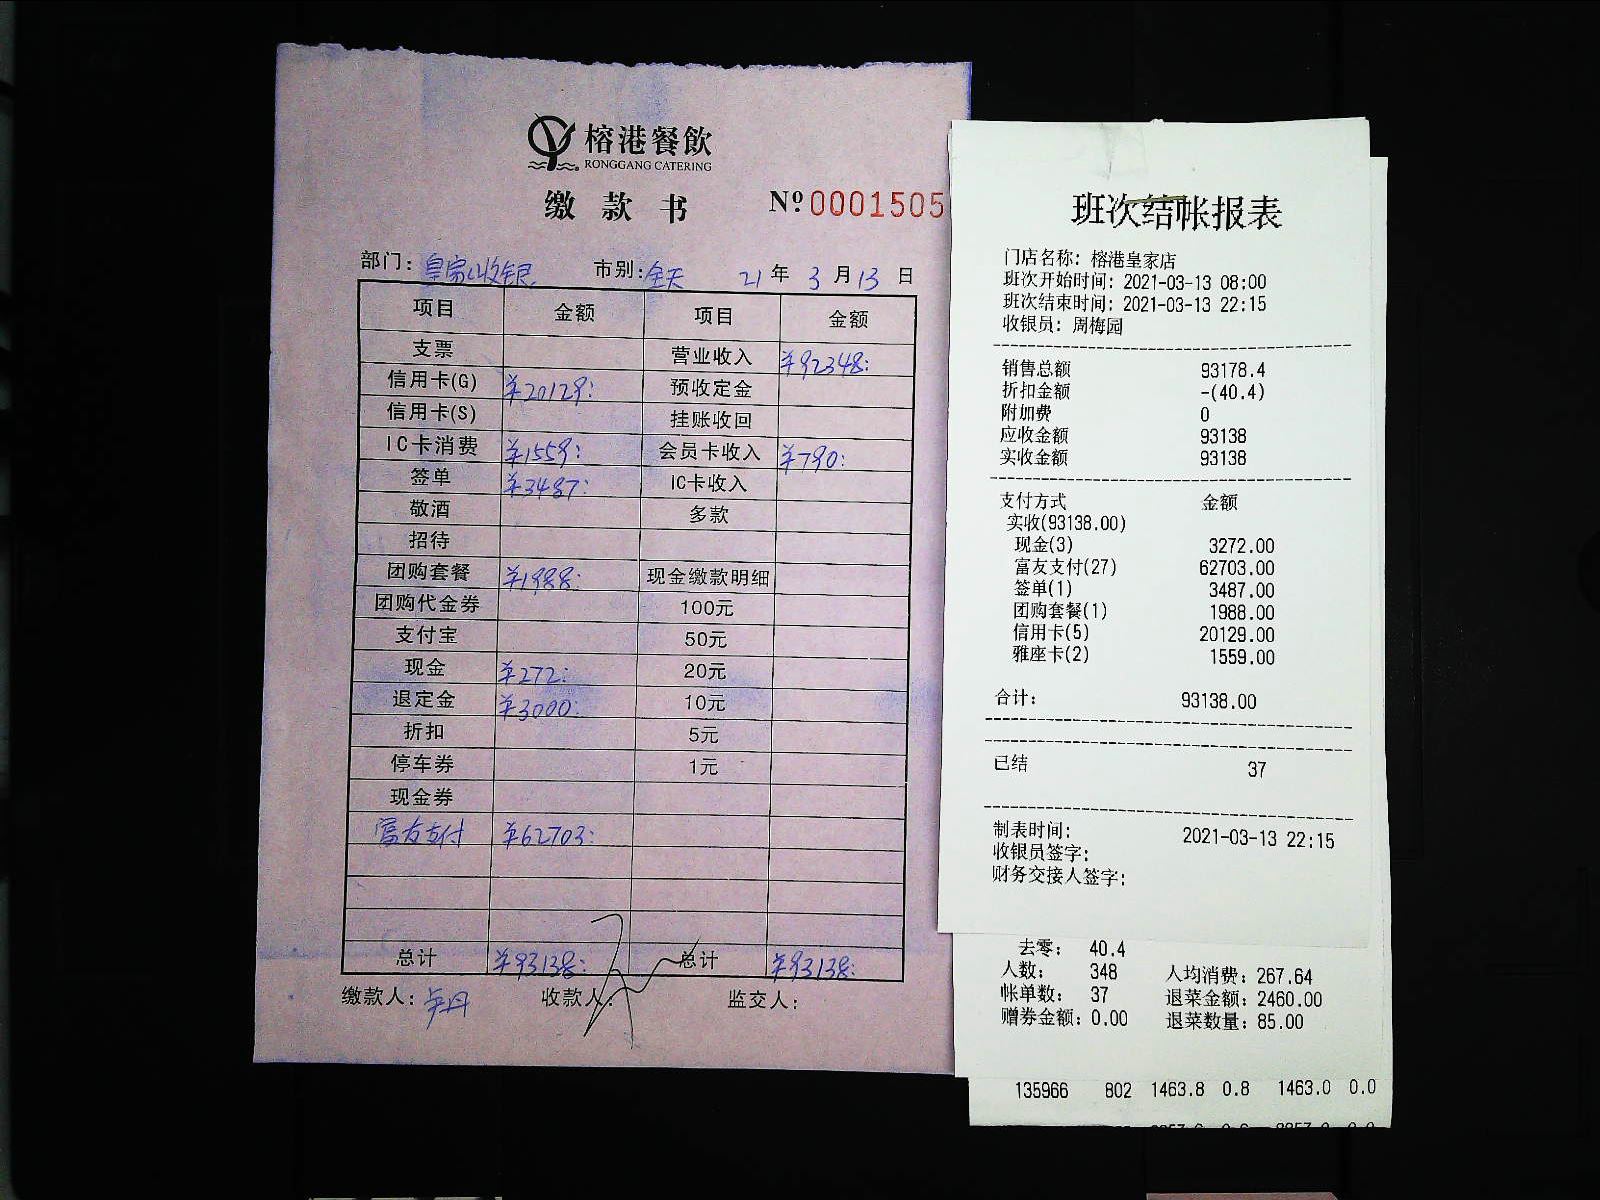 榕港餐飲
RONGGANG CATERING
缴款书 Nº0001505
部门：皇家收银 市别：全天 21年3月13日
项目 金额 项目 金额
支票 营业收入 ¥92348:
信用卡(G) ¥20129: 预收定金
信用卡(S) 挂账收回
IC卡消费 ¥1559: 会员卡收入 ¥790:
签单 ¥3487: IC卡收入
敬酒 多款
招待
团购套餐 ¥1988: 现金缴款明细
团购代金券 100元
支付宝 50元
现金 ¥272: 20元
退定金 ¥3000: 10元
折扣 5元
停车券 1元
现金券
富友支付 ¥62703:
总计 ¥93138: 总计 ¥93138:
缴款人： 收款人： 监交人：
班次结帐报表
门店名称：榕港皇家店
班次开始时间：2021-03-13 08:00
班次结束时间：2021-03-13 22:15
收银员：周梅园
销售总额 93178.4
折扣金额 -(40.4)
附加费 0
应收金额 93138
实收金额 93138
支付方式 金额
实收(93138.00)
现金(3) 3272.00
富友支付(27) 62703.00
签单(1) 3487.00
团购套餐(1) 1988.00
信用卡(5) 20129.00
雅座卡(2) 1559.00
合计： 93138.00
已结 37
制表时间： 2021-03-13 22:15
收银员签字：
财务交接人签字：
去零： 40.4
人数： 348 人均消费：267.64
帐单数： 37 退菜金额：2460.00
赠券金额：0.00 退菜数量：85.00
135966 802 1463.8 0.8 1463.0 0.0